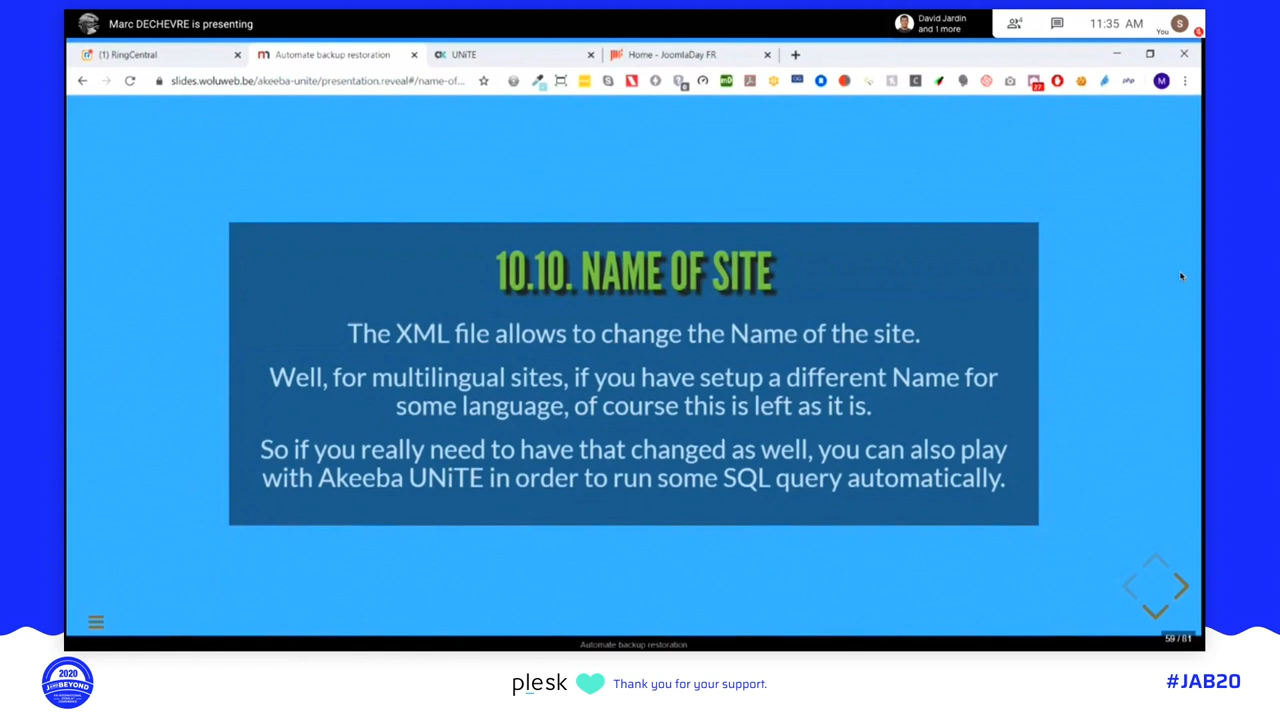 Marc DECHEVRE is presenting
David Jardin
and 1 more
11:35 AM
You
S
(1) RingCentral
Automate backup restoration
UNiTE
Home - JoomlaDay FR
slides.woluweb.be/akeeba-unite/presentation.reveal#/name-of...
27
php
M
10.10. NAME OF SITE
The XML file allows to change the Name of the site.
Well, for multilingual sites, if you have setup a different Name for
some language, of course this is left as it is.
So if you really need to have that changed as well, you can also play
with Akeeba UNiTE in order to run some SQL query automatically.
59 / 81
Automate backup restoration
2020
plesk
Thank you for your support.
#JAB20